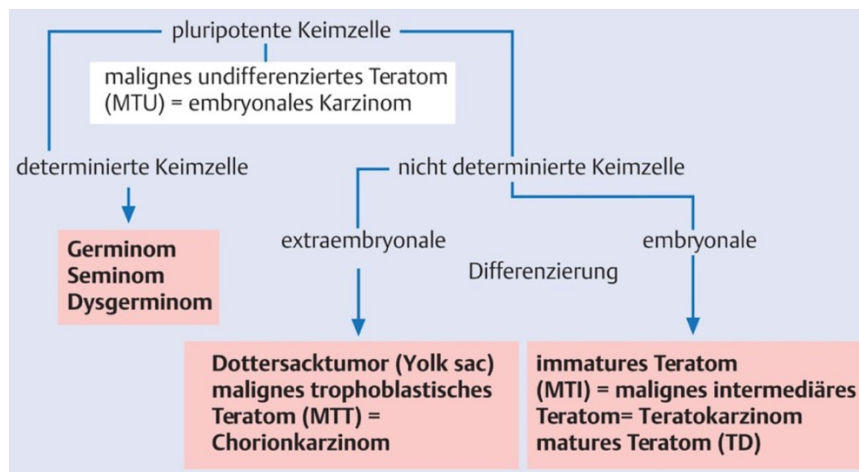 pluripotente Keimzelle
malignes undifferenziertes Teratom
(MTU) = embryonales Karzinom
determinierte Keimzelle
nicht determinierte Keimzelle
extraembryonale
embryonale
Differenzierung
Germinom
Seminom
Dysgerminom
Dottersacktumor (Yolk sac)
malignes trophoblastisches
Teratom (MTT) =
Chorionkarzinom
immatures Teratom
(MTI) = malignes intermediäres
Teratom= Teratokarzinom
matures Teratom (TD)